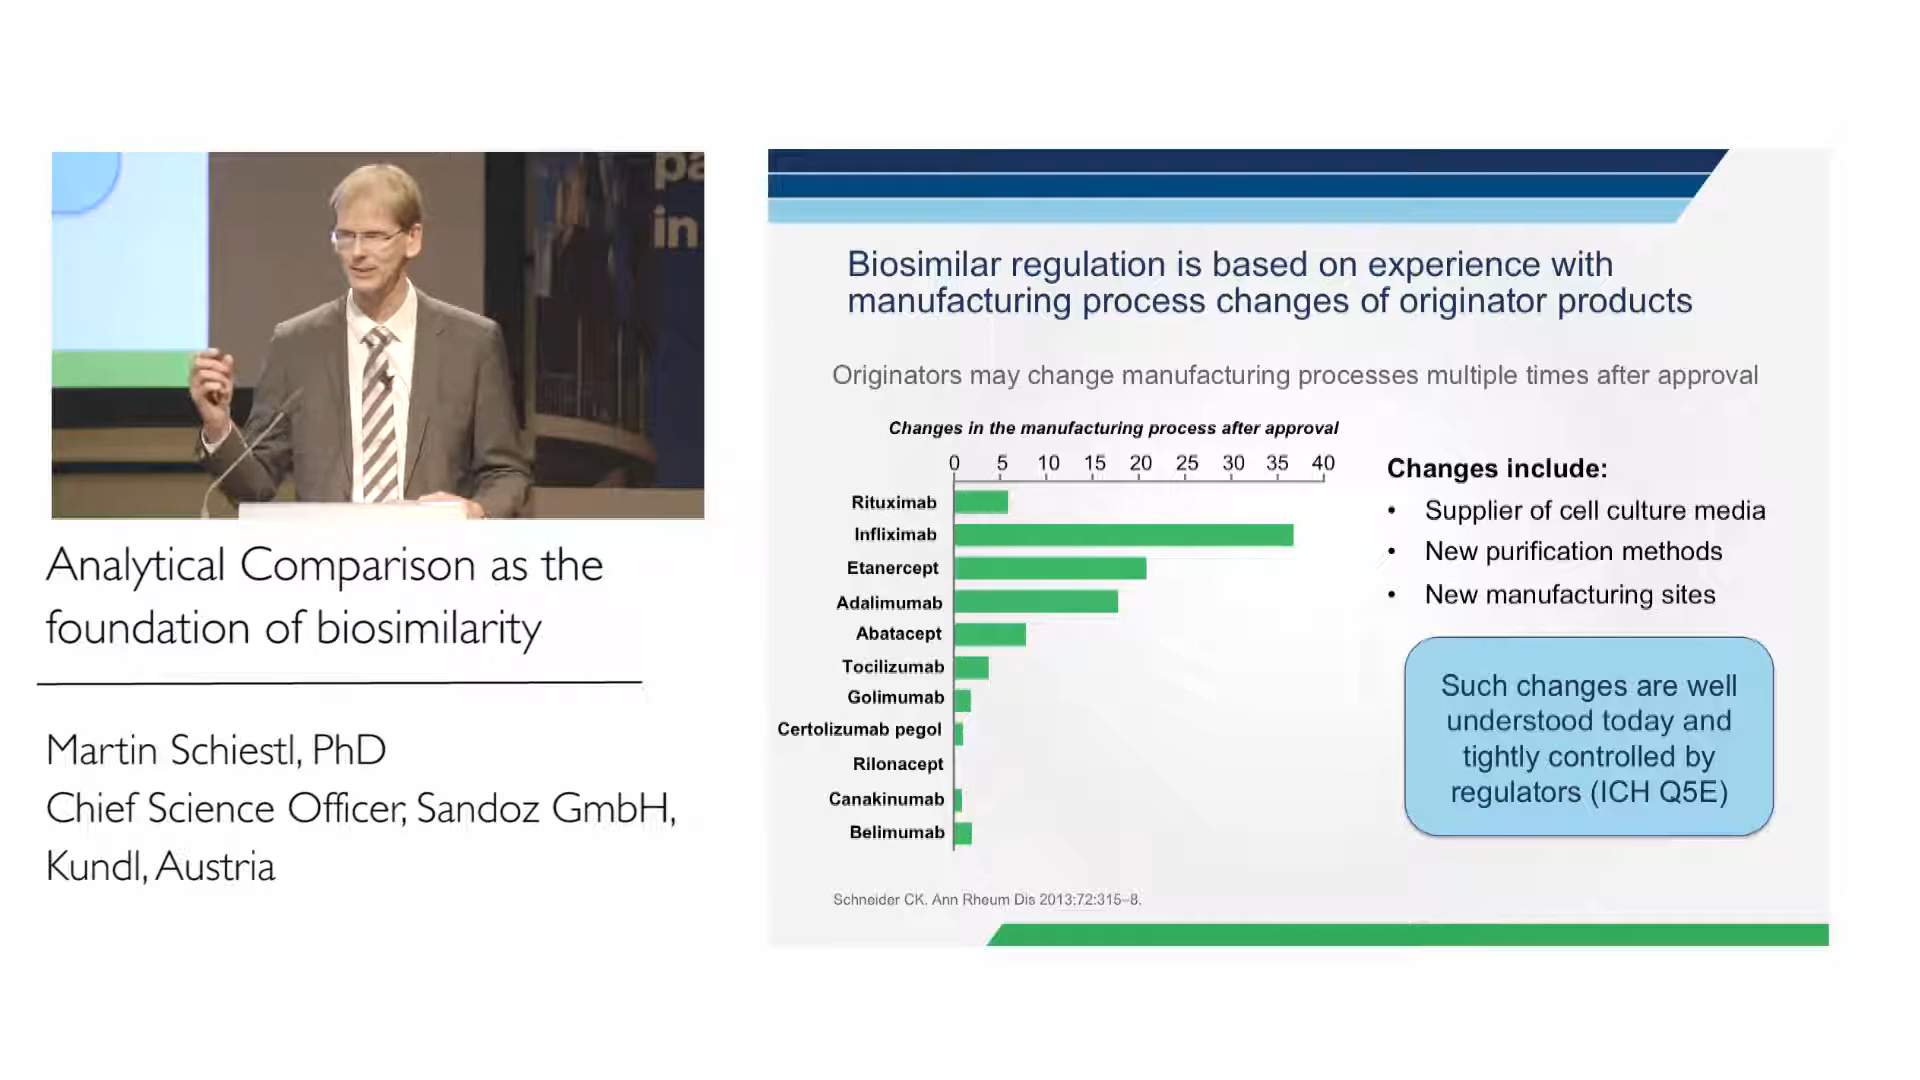 pa
in
Analytical Comparison as the
foundation of biosimilarity
Martin Schiestl, PhD
Chief Science Officer, Sandoz GmbH,
Kundl, Austria
Biosimilar regulation is based on experience with
manufacturing process changes of originator products
Originators may change manufacturing processes multiple times after approval
Changes in the manufacturing process after approval
0 5 10 15 20 25 30 35 40
Rituximab
Infliximab
Etanercept
Adalimumab
Abatacept
Tocilizumab
Golimumab
Certolizumab pegol
Rilonacept
Canakinumab
Belimumab
Changes include:
• Supplier of cell culture media
• New purification methods
• New manufacturing sites
Such changes are well
understood today and
tightly controlled by
regulators (ICH Q5E)
Schneider CK. Ann Rheum Dis 2013;72:315–8.